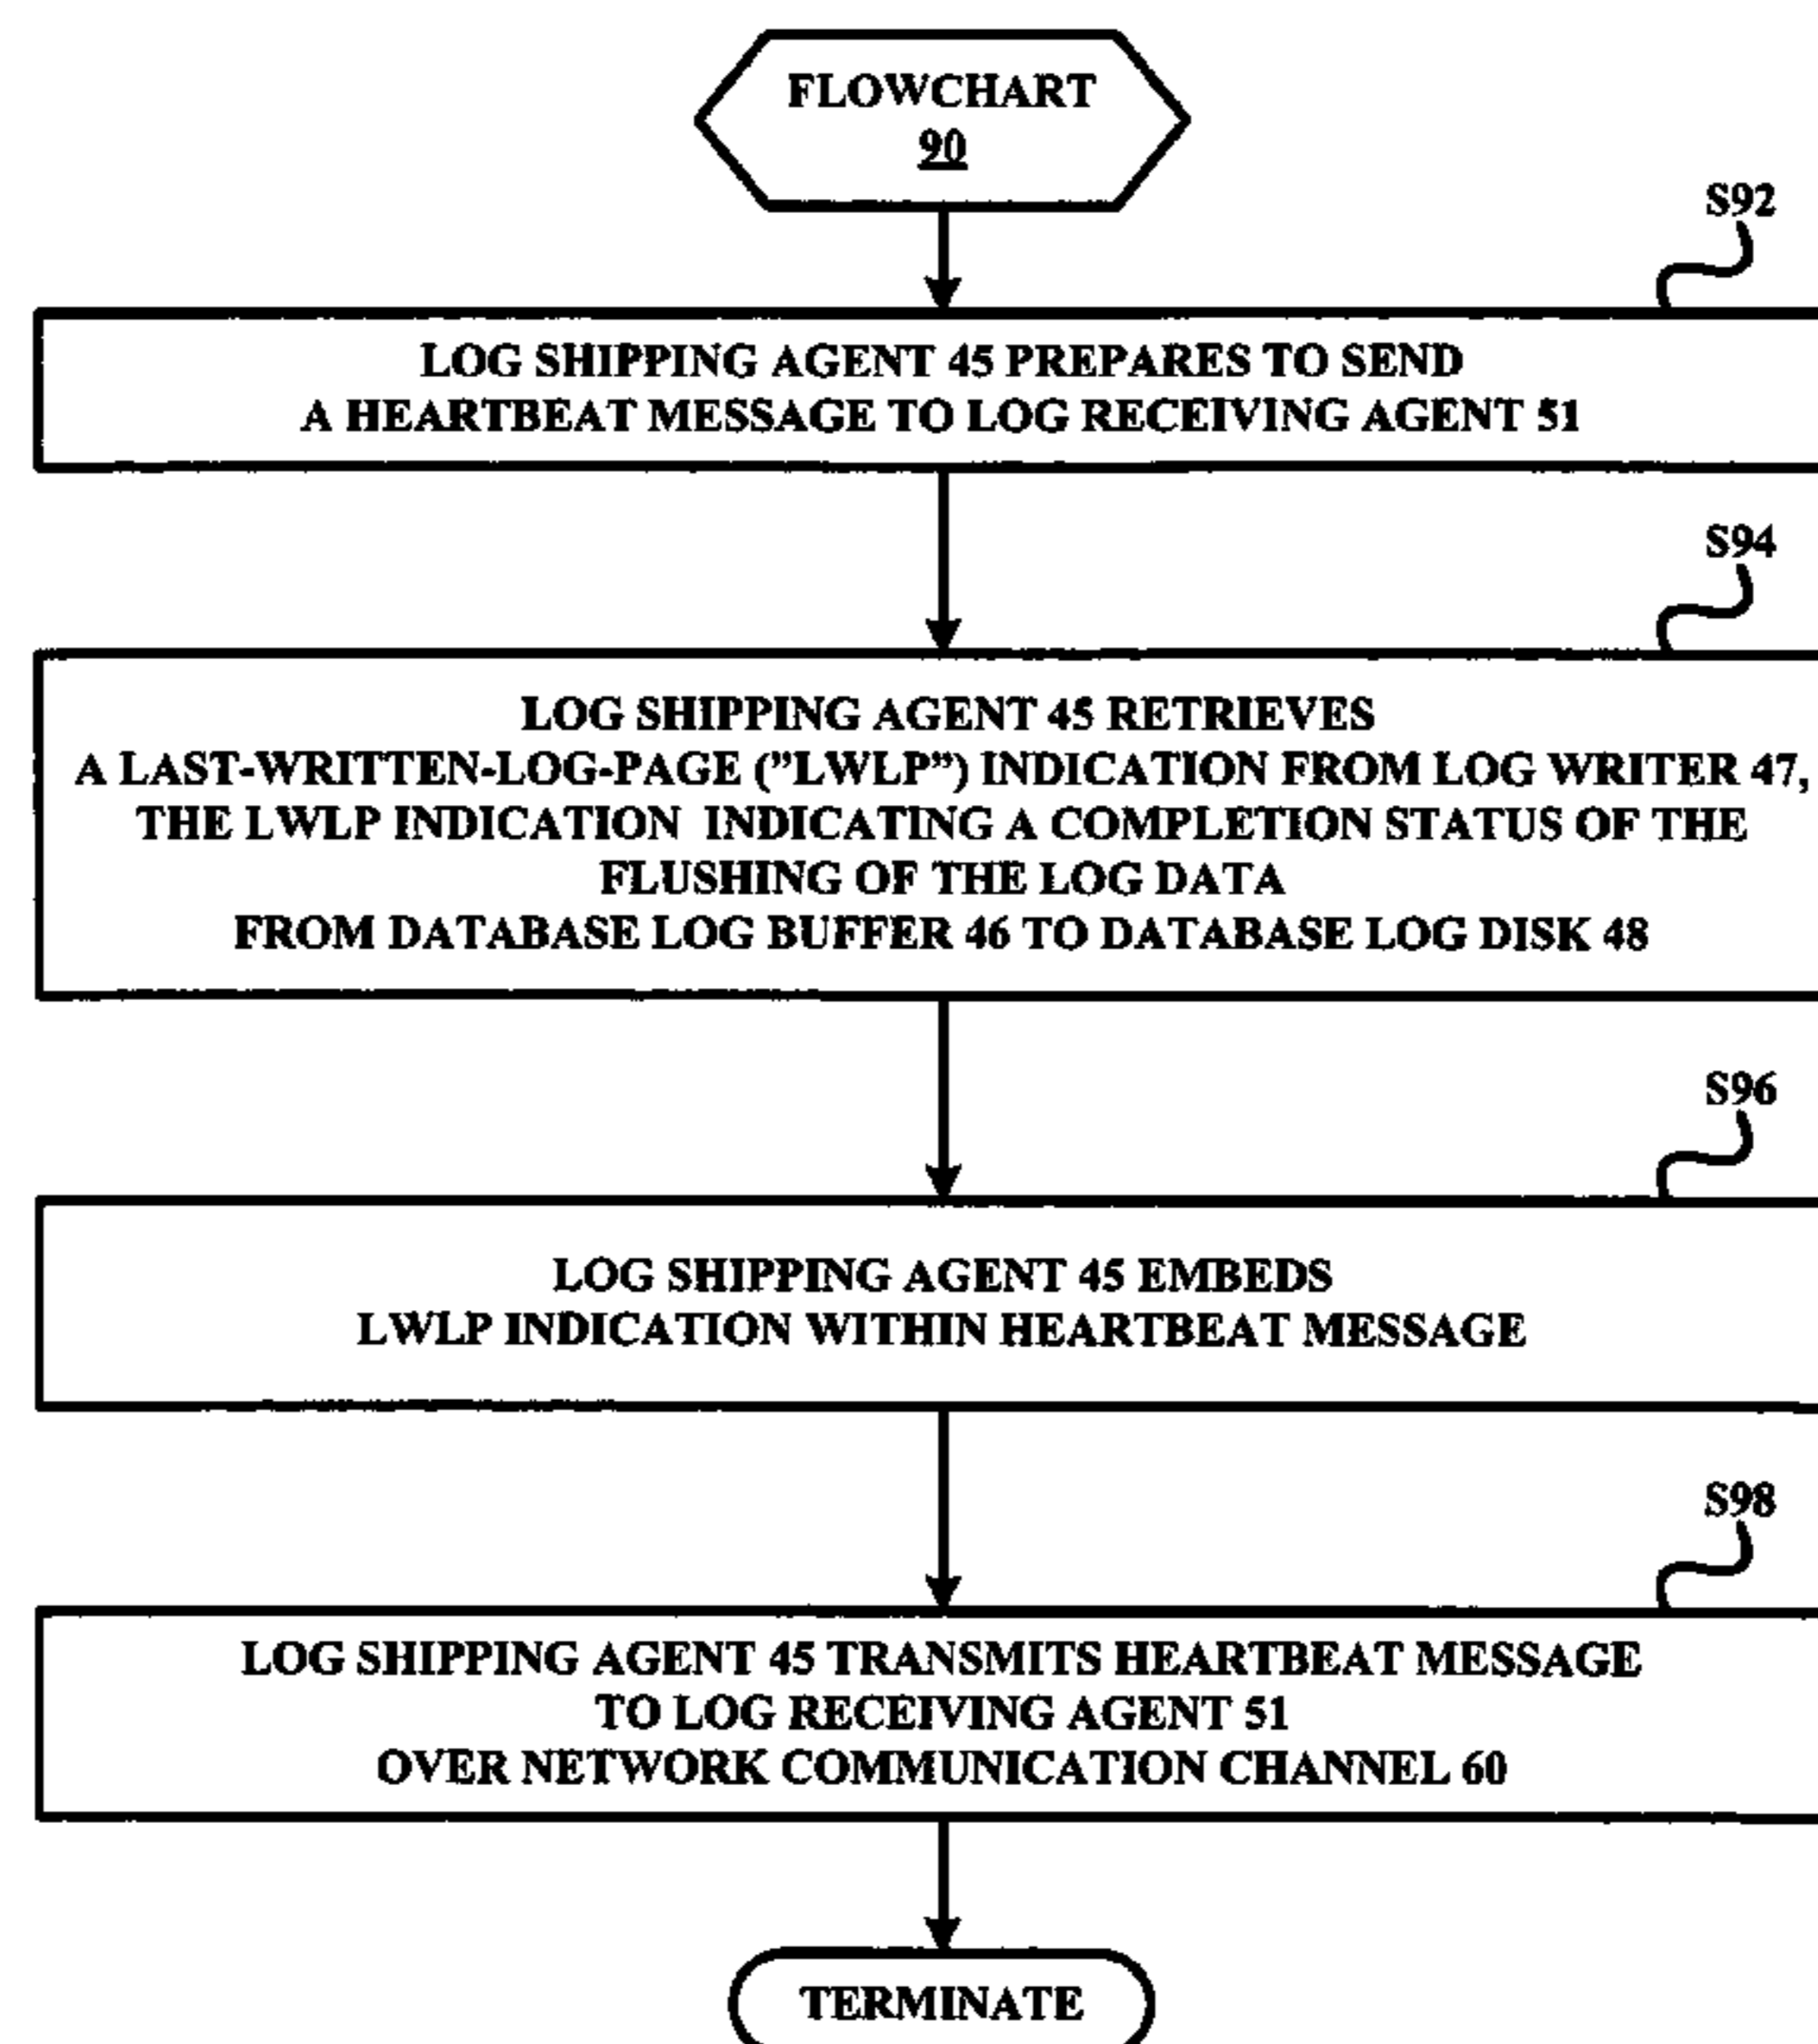 FLOWCHART
90
S92
LOG SHIPPING AGENT 45 PREPARES TO SEND
A HEARTBEAT MESSAGE TO LOG RECEIVING AGENT 51
S94
LOG SHIPPING AGENT 45 RETRIEVES
A LAST-WRITTEN-LOG-PAGE (”LWLP”) INDICATION FROM LOG WRITER 47,
THE LWLP INDICATION INDICATING A COMPLETION STATUS OF THE
FLUSHING OF THE LOG DATA
FROM DATABASE LOG BUFFER 46 TO DATABASE LOG DISK 48
S96
LOG SHIPPING AGENT 45 EMBEDS
LWLP INDICATION WITHIN HEARTBEAT MESSAGE
S98
LOG SHIPPING AGENT 45 TRANSMITS HEARTBEAT MESSAGE
TO LOG RECEIVING AGENT 51
OVER NETWORK COMMUNICATION CHANNEL 60
TERMINATE